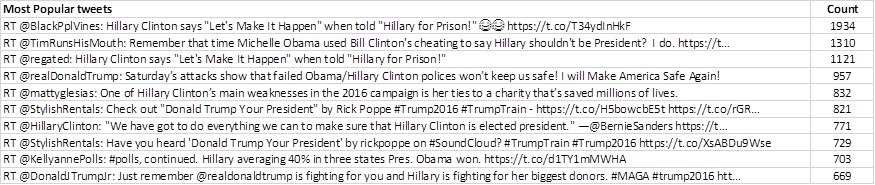 Most Popular tweets Count
RT @BlackPplVines: Hillary Clinton says "Let's Make It Happen" when told "Hillary for Prison!" 😂😂 https://t.co/T34ydInHkF 1934
RT @TimRunsHisMouth: Remember that time Michelle Obama used Bill Clinton's cheating to say Hillary shouldn't be President? I do. https://t… 1310
RT @regated: Hillary Clinton says "Let's Make It Happen" when told "Hillary for Prison!" 1121
RT @realDonaldTrump: Saturday's attacks show that failed Obama/Hillary Clinton polices won't keep us safe! I will Make America Safe Again! 957
RT @mattyglesias: One of Hillary Clinton's main weaknesses in the 2016 campaign is her ties to a charity that's saved millions of lives. 832
RT @StylishRentals: Check out "Donald Trump Your President" by Rick Poppe #Trump2016 #TrumpTrain - https://t.co/H5bowcbE5t https://t.co/rGR… 821
RT @HillaryClinton: "We have got to do everything we can to make sure that Hillary Clinton is elected president." —@BernieSanders https://t… 771
RT @StylishRentals: Have you heard 'Donald Trump Your President' by rickpoppe on #SoundCloud? #TrumpTrain #Trump2016 https://t.co/XsABDu9Wse 729
RT @KellyannePolls: #polls, continued. Hillary averaging 40% in three states Pres. Obama won. https://t.co/d1TY1mMWHA 703
RT @DonaldJTrumpJr: Just remember @realdonaldtrump is fighting for you and Hillary is fighting for her biggest donors. #MAGA #trump2016 htt… 669